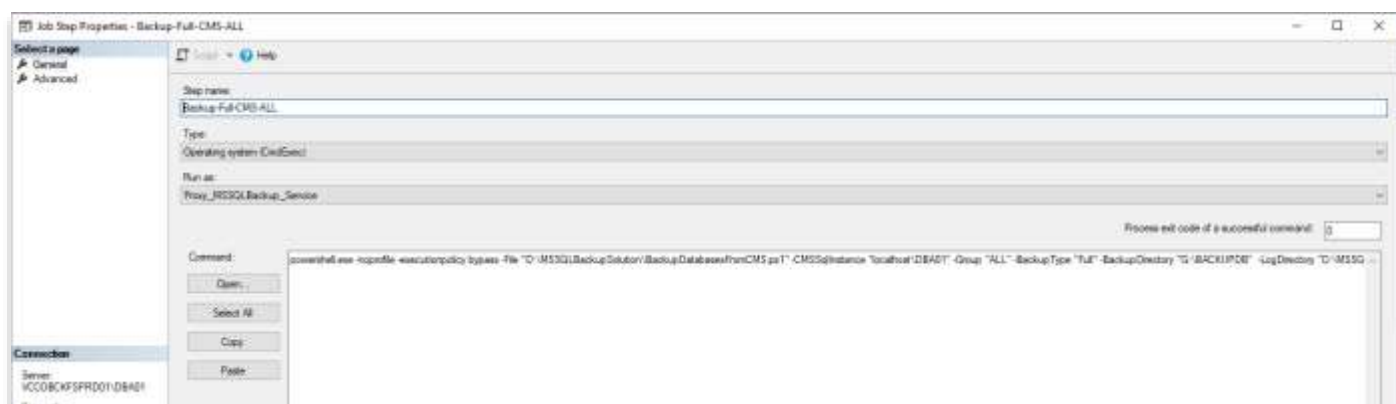 Job Step Properties - Backup-Full-CMS-ALL
Select a page
General
Advanced
Script
Help
Step name:
Backup-Full-CMS-ALL
Type:
Operating system (CmdExec)
Run as:
Proxy_MSSQLBackup_Service
Process exit code of a successful command:
0
Command:
powershell.exe -noprofile -executionpolicy bypass -File "D:\MSSQLBackupSolution\BackupDatabasesFromCMS.ps1" -CMSSqlInstance "localhost\DBA01" -Group "ALL" -BackupType "Full" -BackupDirectory "G:\BACKUPDB" -LogDirectory "D:\MSSQ
Open...
Select All
Copy
Paste
Connection
Server: